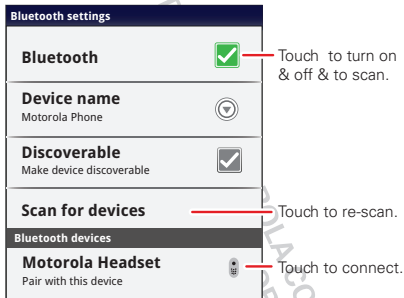 Bluetooth settings
Bluetooth
Touch to turn on
& off & to scan.
Device name
Motorola Phone
Discoverable
Make device discoverable
Scan for devices
Touch to re-scan.
Bluetooth devices
Motorola Headset
Touch to connect.
Pair with this device